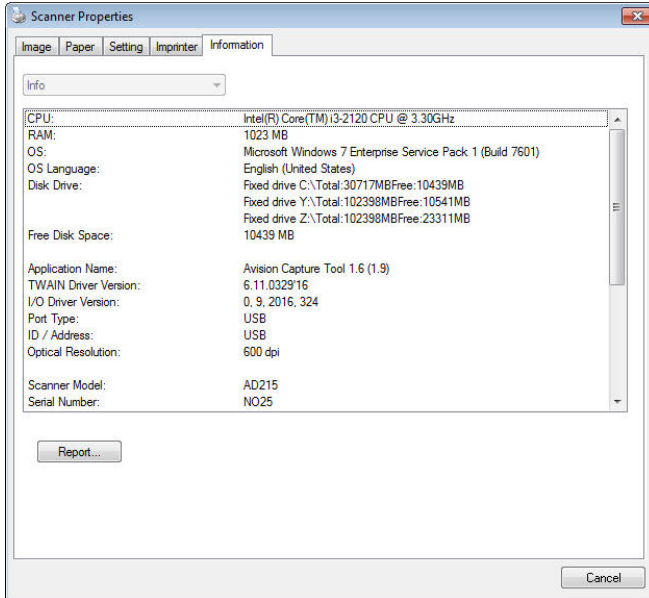 Scanner Properties
Image Paper Setting Imprinter Information
Info
CPU: Intel(R) Core(TM) i3-2120 CPU @ 3.30GHz
RAM: 1023 MB
OS: Microsoft Windows 7 Enterprise Service Pack 1 (Build 7601)
OS Language: English (United States)
Disk Drive: Fixed drive C:\Total:30717MBFree:10439MB
Fixed drive Y:\Total:102398MBFree:10541MB
Fixed drive Z:\Total:102398MBFree:23311MB
Free Disk Space: 10439 MB
Application Name: Avision Capture Tool 1.6 (1.9)
TWAIN Driver Version: 6.11.0329'16
I/O Driver Version: 0, 9, 2016, 324
Port Type: USB
ID / Address: USB
Optical Resolution: 600 dpi
Scanner Model: AD215
Serial Number: NO25
Report...
Cancel